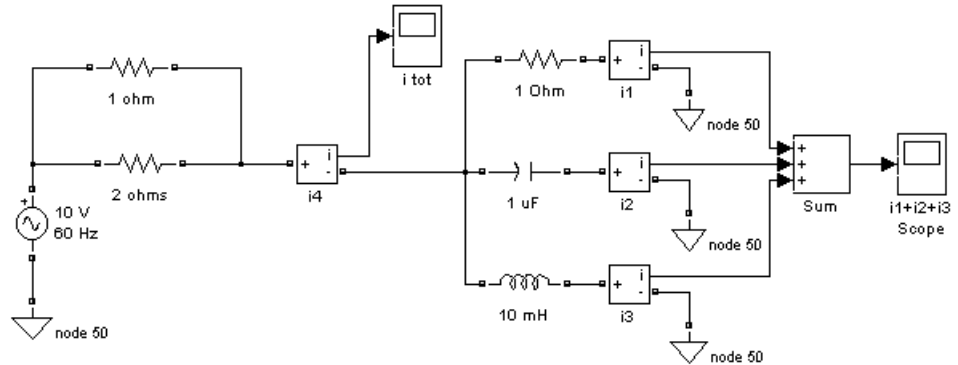 i tot
1 ohm
2 ohms
+
10 V
60 Hz
node 50
+
i
-
i4
1 Ohm
+
i
-
i1
node 50
1 uF
+
i
-
i2
node 50
10 mH
+
i
-
i3
node 50
+
+
+
Sum
i1+i2+i3
Scope